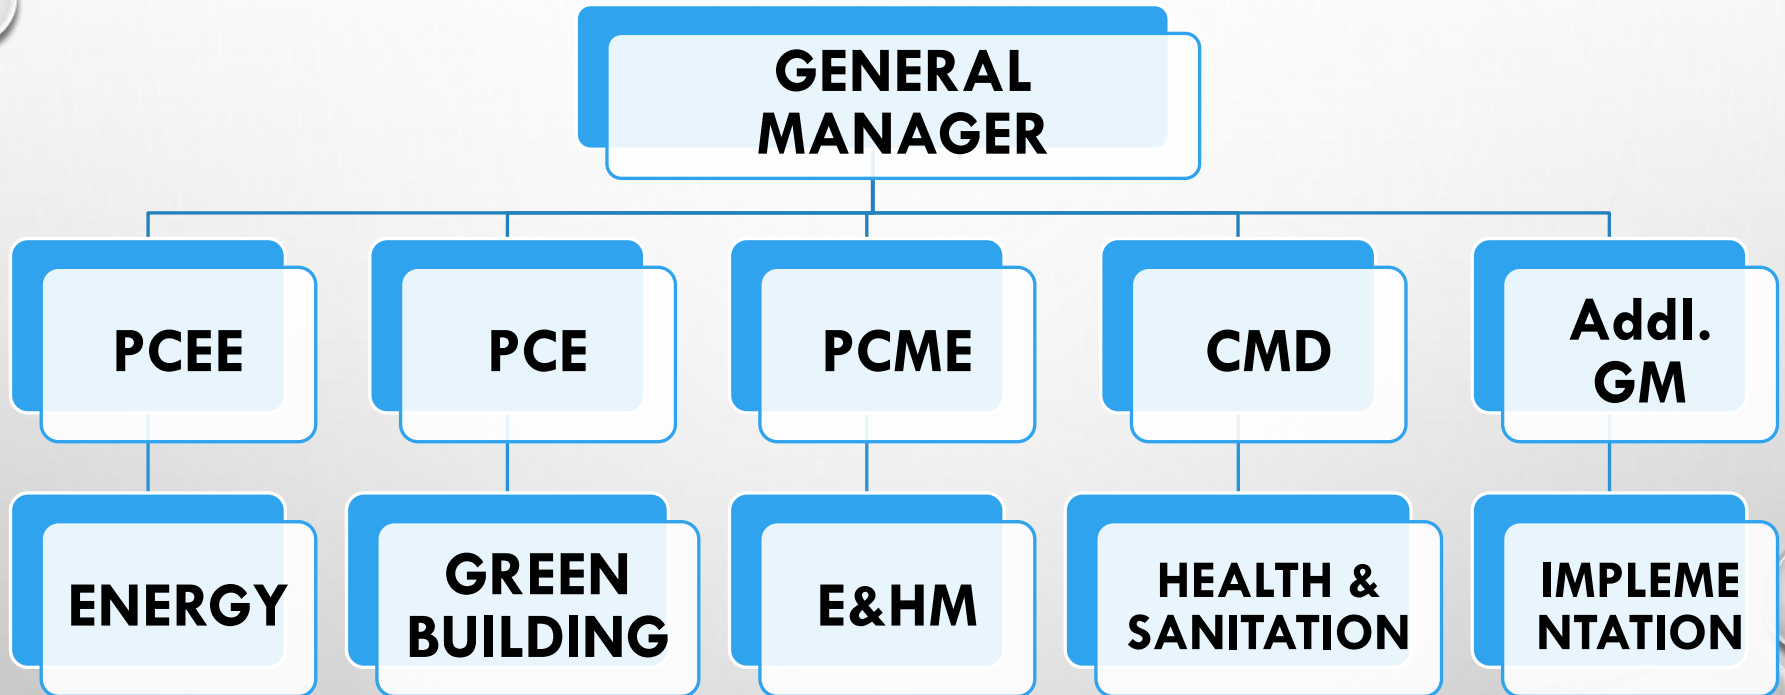 GENERAL
MANAGER
PCEE
PCE
PCME
CMD
Addl.
GM
ENERGY
GREEN
BUILDING
E&HM
HEALTH &
SANITATION
IMPLEME
NTATION